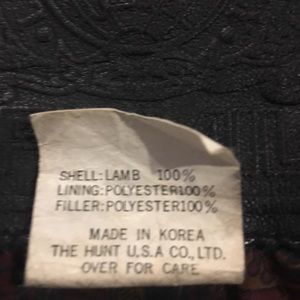 SHELL: LAMB 100%
LINING: POLYESTER100%
FILLER: POLYESTER100%
MADE IN KOREA
THE HUNT U.S.A CO., LTD.
OVER FOR CARE